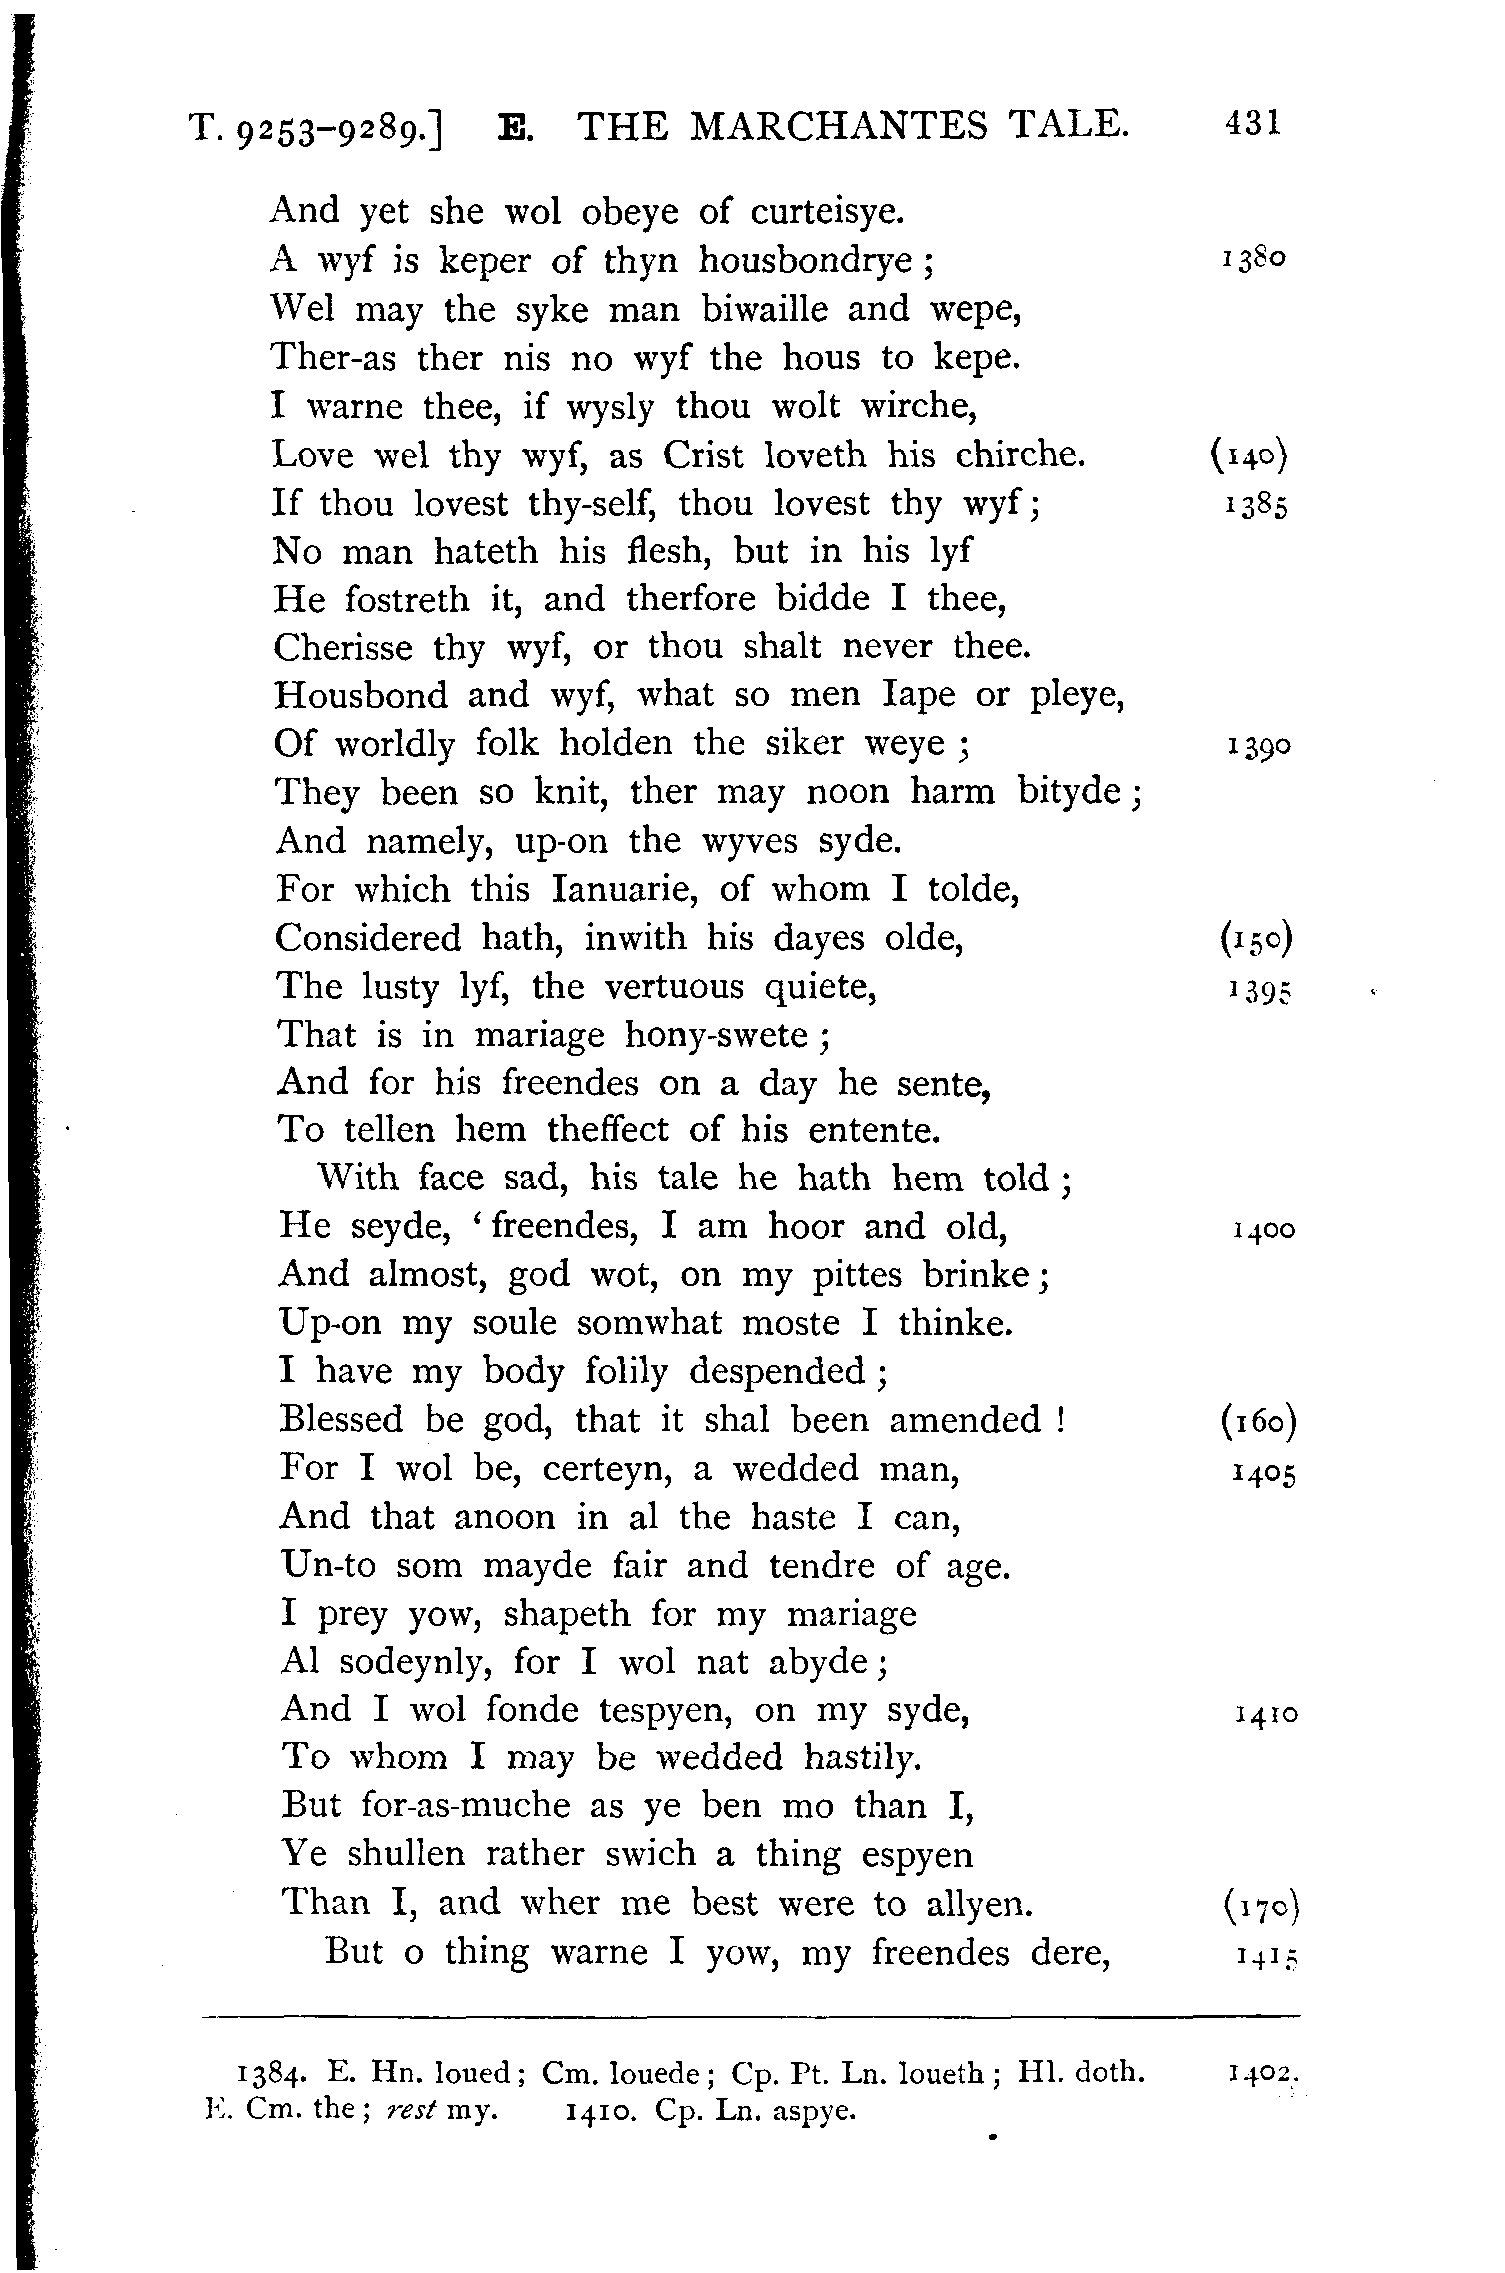 T. 9253–9289.] E. THE MARCHANTES TALE. 431
And yet she wol obeye of curteisye.
A wyf is keper of thyn housbondrye ; 1380
Wel may the syke man biwaille and wepe,
Ther-as ther nis no wyf the hous to kepe.
I warne thee, if wysly thou wolt wirche,
Love wel thy wyf, as Crist loveth his chirche. (140)
If thou lovest thy-self, thou lovest thy wyf ; 1385
No man hateth his flesh, but in his lyf
He fostreth it, and therfore bidde I thee,
Cherisse thy wyf, or thou shalt never thee.
Housbond and wyf, what so men Iape or pleye,
Of worldly folk holden the siker weye ; 1390
They been so knit, ther may noon harm bityde ;
And namely, up-on the wyves syde.
For which this Ianuarie, of whom I tolde,
Considered hath, inwith his dayes olde, (150)
The lusty lyf, the vertuous quiete, 1395
That is in mariage hony-swete ;
And for his freendes on a day he sente,
To tellen hem theffect of his entente.
With face sad, his tale he hath hem told ;
He seyde, ‘ freendes, I am hoor and old, 1400
And almost, god wot, on my pittes brinke ;
Up-on my soule somwhat moste I thinke.
I have my body folily despended ;
Blessed be god, that it shal been amended ! (160)
For I wol be, certeyn, a wedded man, 1405
And that anoon in al the haste I can,
Un-to som mayde fair and tendre of age.
I prey yow, shapeth for my mariage
Al sodeynly, for I wol nat abyde ;
And I wol fonde tespyen, on my syde, 1410
To whom I may be wedded hastily.
But for-as-muche as ye ben mo than I,
Ye shullen rather swich a thing espyen
Than I, and wher me best were to allyen. (170)
But o thing warne I yow, my freendes dere, 1415
1384. E. Hn. loued ; Cm. louede ; Cp. Pt. Ln. loueth ; Hl. doth. 1402.
E. Cm. the ; rest my. 1410. Cp. Ln. aspye.